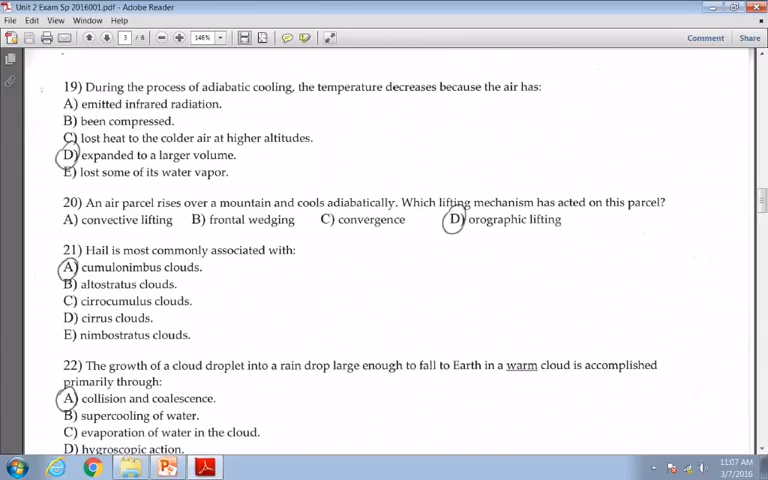 Unit 2 Exam Sp 2016001.pdf - Adobe Reader
File Edit View Window Help
3 / 6 146% Comment Share
19) During the process of adiabatic cooling, the temperature decreases because the air has:
A) emitted infrared radiation.
B) been compressed.
C) lost heat to the colder air at higher altitudes.
D) expanded to a larger volume.
E) lost some of its water vapor.
20) An air parcel rises over a mountain and cools adiabatically. Which lifting mechanism has acted on this parcel?
A) convective lifting B) frontal wedging C) convergence D) orographic lifting
21) Hail is most commonly associated with:
A) cumulonimbus clouds.
B) altostratus clouds.
C) cirrocumulus clouds.
D) cirrus clouds.
E) nimbostratus clouds.
22) The growth of a cloud droplet into a rain drop large enough to fall to Earth in a warm cloud is accomplished
primarily through:
A) collision and coalescence.
B) supercooling of water.
C) evaporation of water in the cloud.
D) hygroscopic action.
11:07 AM
3/7/2016